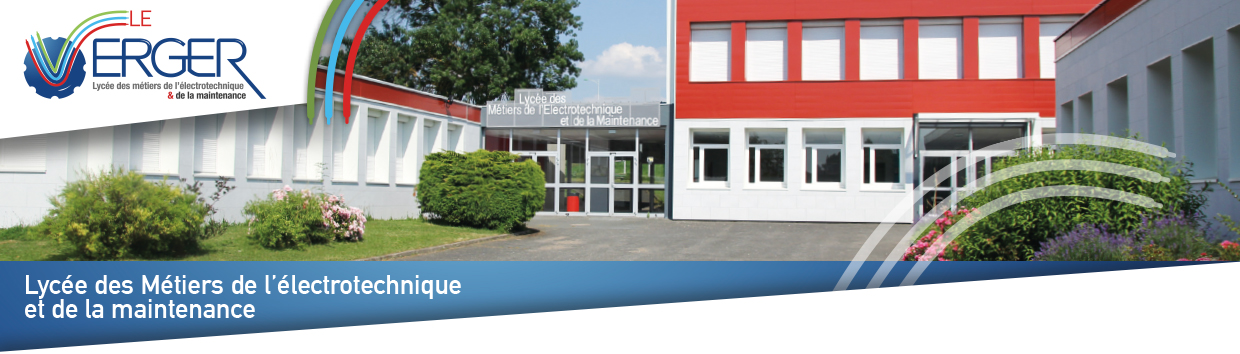 LE
VERGER
Lycée des métiers de l'électrotechnique
& de la maintenance
Lycée des
Métiers de l'Electrotechnique
et de la Maintenance
Lycée des Métiers de l'électrotechnique
et de la maintenance